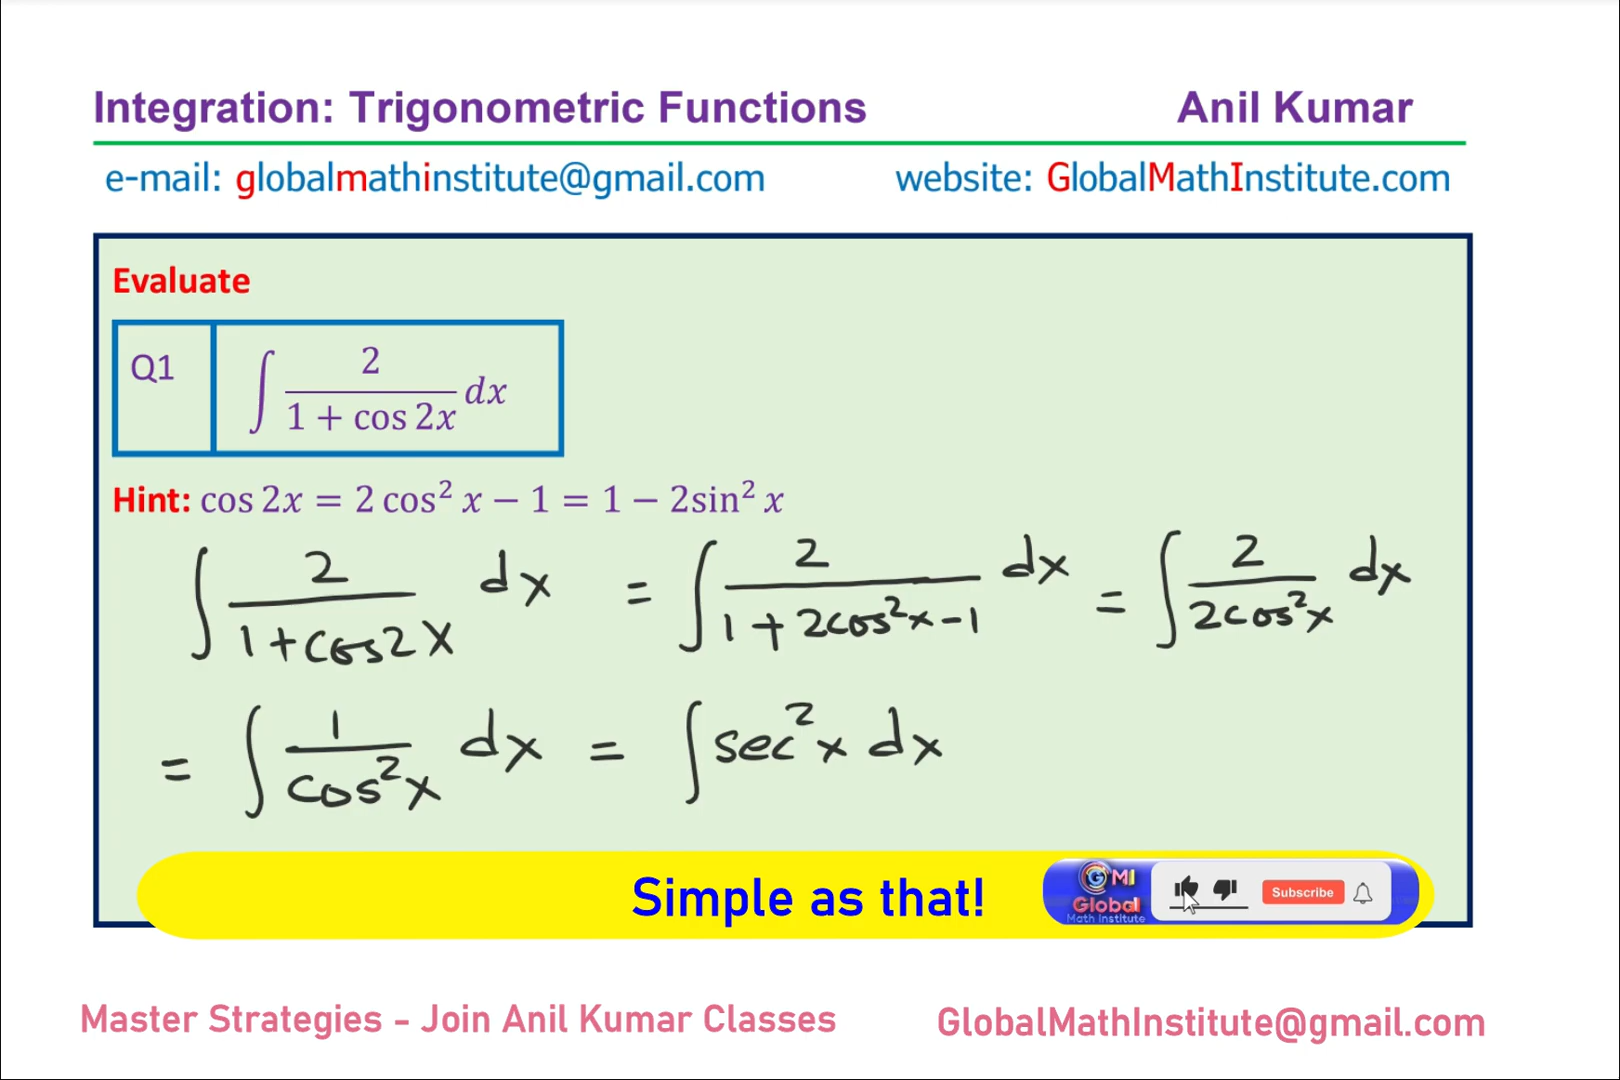 Integration: Trigonometric Functions Anil Kumar
e-mail: globalmathinstitute@gmail.com website: GlobalMathInstitute.com
Evaluate
Q1 ∫ 2/(1 + cos 2x) dx
Hint: cos 2x = 2 cos² x − 1 = 1 − 2sin² x
∫ 2/(1+cos2x) dx = ∫ 2/(1+2cos²x-1) dx = ∫ 2/(2cos²x) dx
= ∫ 1/(cos²x) dx = ∫ sec²x dx
Simple as that!
GMI
Global
Math Institute
Subscribe
Master Strategies - Join Anil Kumar Classes GlobalMathInstitute@gmail.com